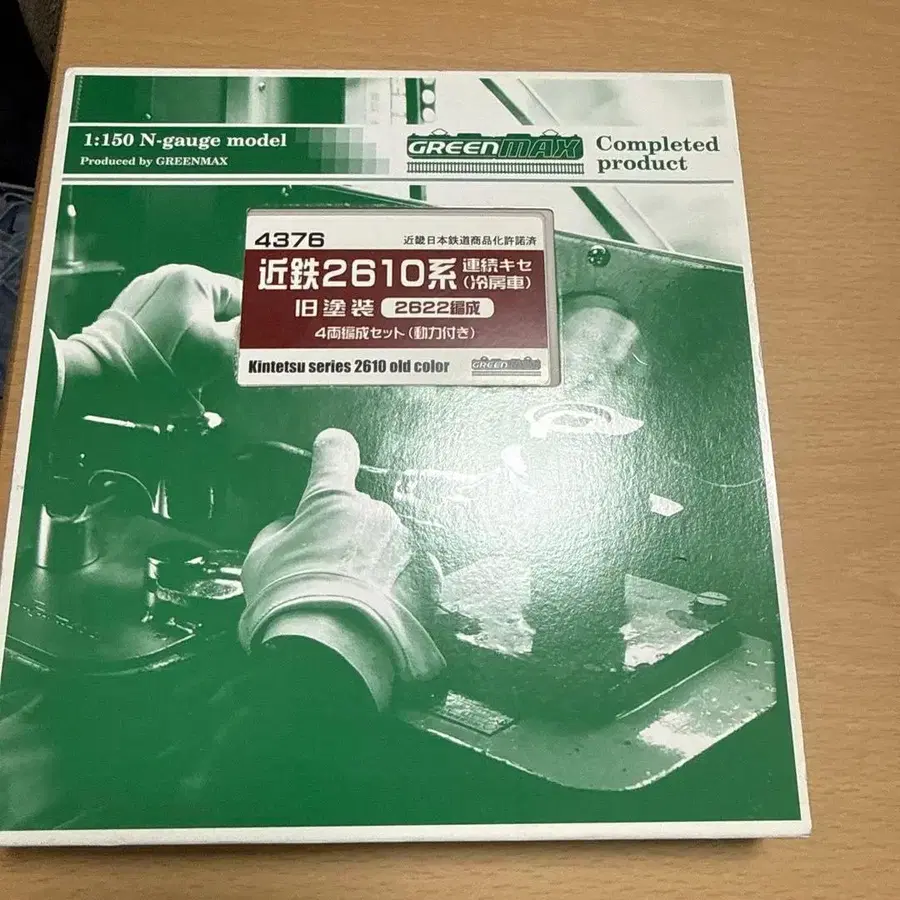 1:150 N-gauge model
Produced by GREENMAX
GREENMAX
Completed
product
4376
近畿日本鉄道商品化許諾済
近鉄2610系 連続キセ
(冷房車)
旧塗装 2622編成
4両編成セット(動力付き)
Kintetsu series 2610 old color
GREENMAX